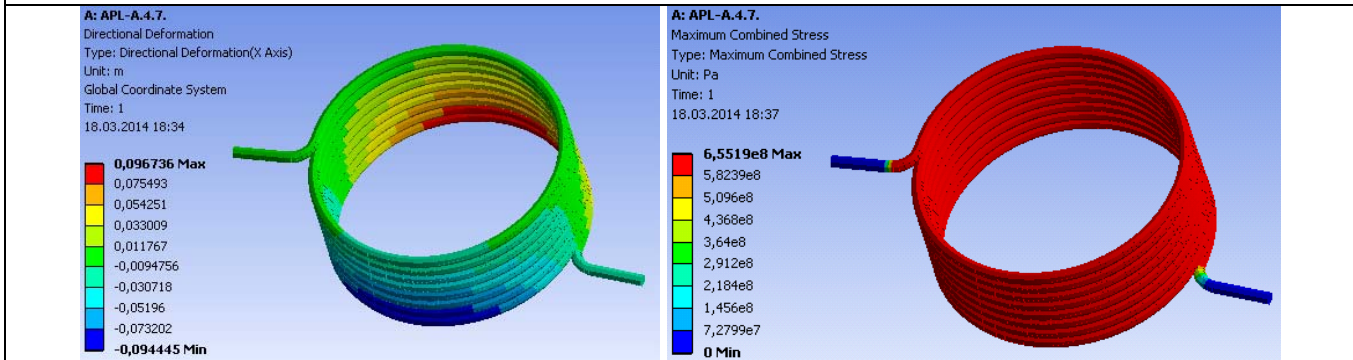 A: APL-A.4.7.
Directional Deformation
Type: Directional Deformation(X Axis)
Unit: m
Global Coordinate System
Time: 1
18.03.2014 18:34
0,096736 Max
0,075493
0,054251
0,033009
0,011767
-0,0094756
-0,030718
-0,05196
-0,073202
-0,094445 Min
A: APL-A.4.7.
Maximum Combined Stress
Type: Maximum Combined Stress
Unit: Pa
Time: 1
18.03.2014 18:37
6,5519e8 Max
5,8239e8
5,096e8
4,368e8
3,64e8
2,912e8
2,184e8
1,456e8
7,2799e7
0 Min